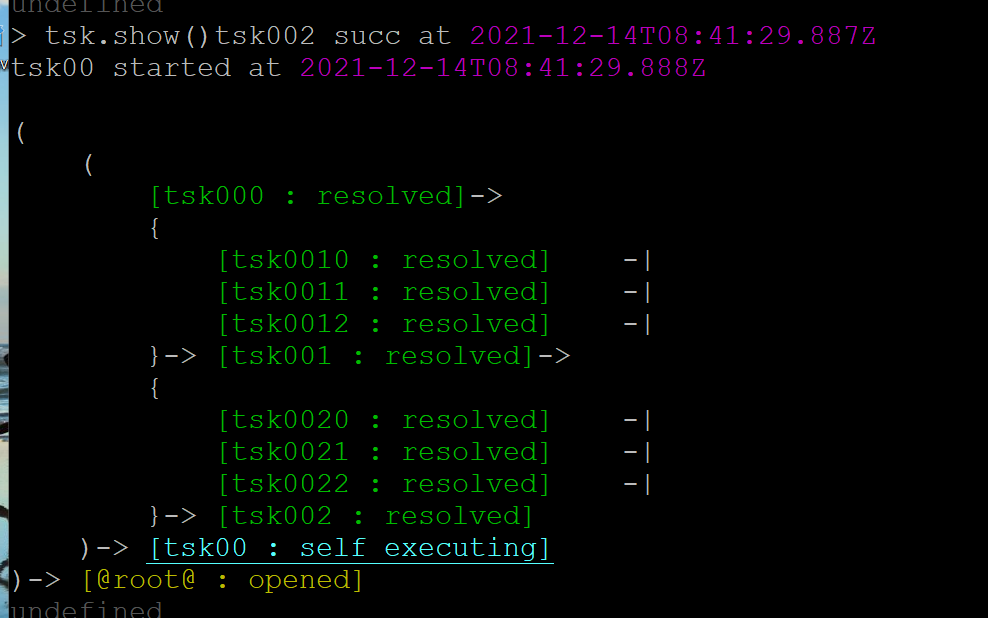 undefined
> tsk.show()tsk002 succ at 2021-12-14T08:41:29.887Z
tsk00 started at 2021-12-14T08:41:29.888Z
(
(
[tsk000 : resolved]->
{
[tsk0010 : resolved] -|
[tsk0011 : resolved] -|
[tsk0012 : resolved] -|
}-> [tsk001 : resolved]->
{
[tsk0020 : resolved] -|
[tsk0021 : resolved] -|
[tsk0022 : resolved] -|
}-> [tsk002 : resolved]
)-> [tsk00 : self executing]
)-> [@root@ : opened]
undefined